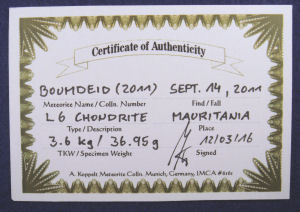 Certificate of Authenticity
BOUMDEID (2011) SEPT. 14, 2011
Meteorite Name / Colln. Number Find / Fall
L6 CHONDRITE MAURITANIA
Type / Description Place
3.6 kg / 36.95g 12/03/16
TKW / Specimen Weight Signed
A. Koppelt Meteorite Colln. Munich, Germany, IMCA